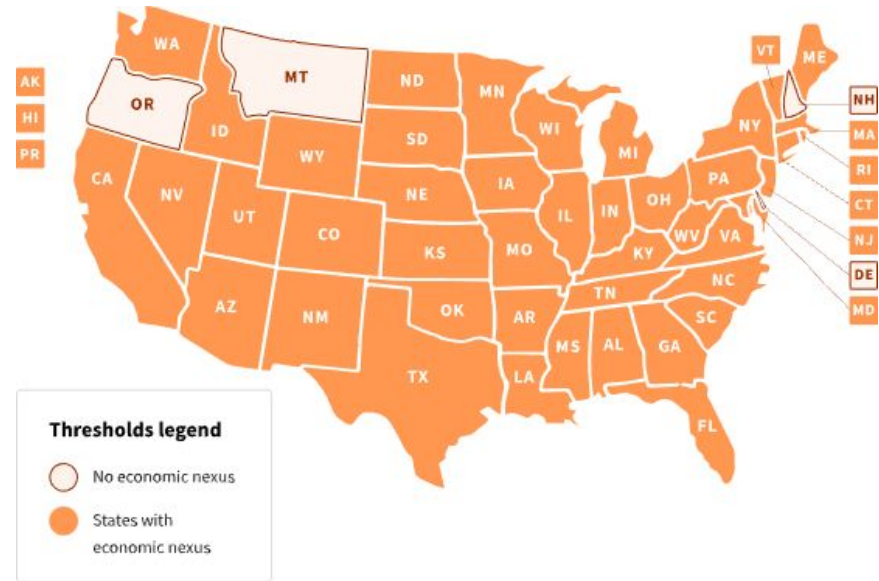 WA
MT
ND
MN
VT
ME
AK
OR
ID
SD
WI
MI
NY
NH
HI
WY
MA
PR
NE
IA
PA
RI
CA
NV
UT
CO
IL
IN
OH
CT
KS
MO
WV
VA
NJ
KY
DE
AZ
NM
OK
AR
TN
NC
MD
SC
TX
MS
AL
GA
LA
FL
Thresholds legend
No economic nexus
States with
economic nexus